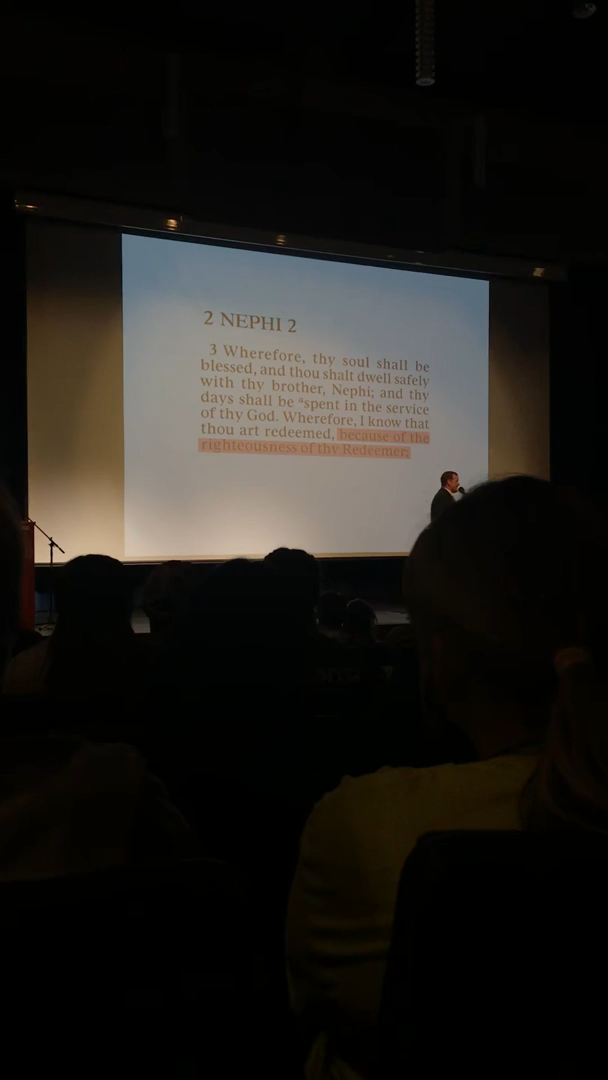 2 NEPHI 2
3 Wherefore, thy soul shall be
blessed, and thou shalt dwell safely
with thy brother, Nephi; and thy
days shall be ᵃspent in the service
of thy God. Wherefore, I know that
thou art redeemed, because of the
righteousness of thy Redeemer;